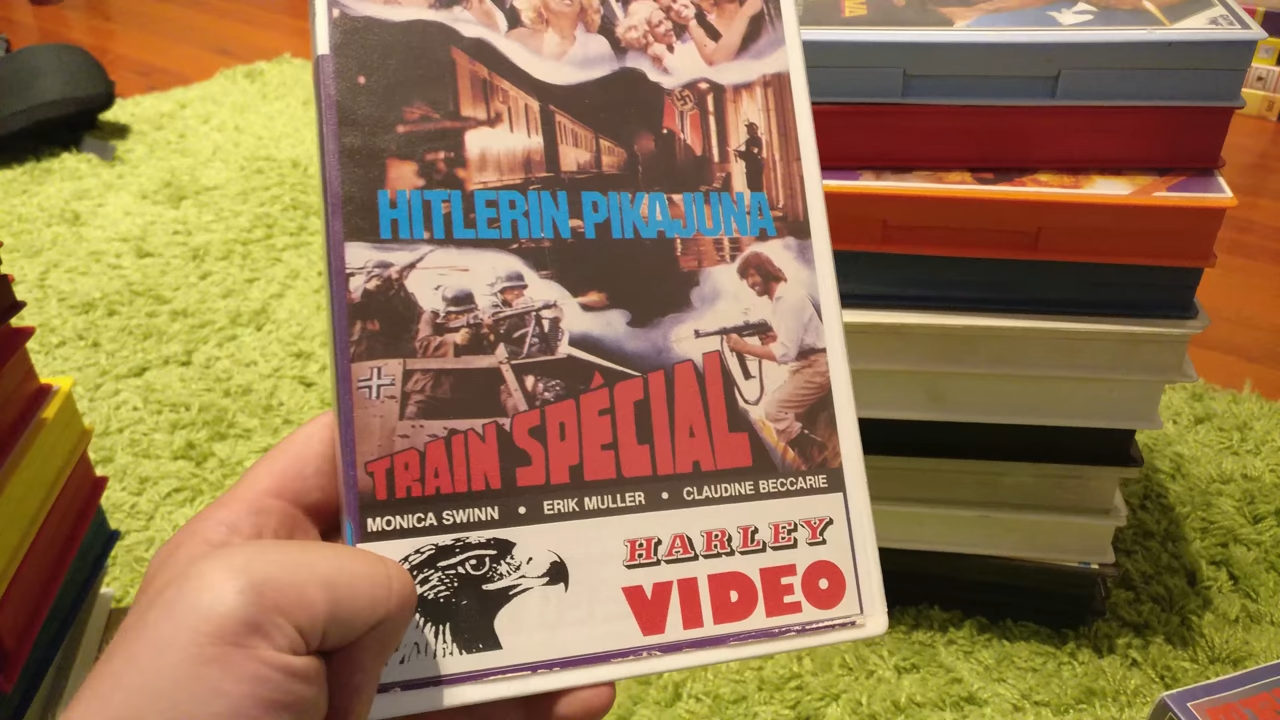 HITLERIN PIKAJUNA
TRAIN SPÉCIAL
MONICA SWINN • ERIK MULLER • CLAUDINE BECCARIE
HARLEY
VIDEO